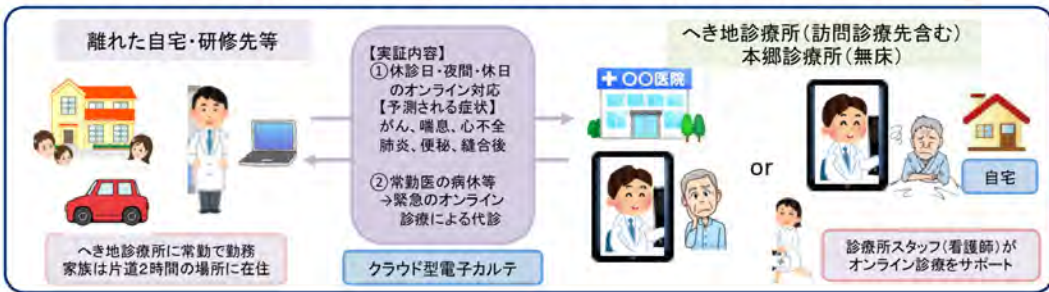 離れた自宅・研修先等
へき地診療所に常勤で勤務
家族は片道2時間の場所に在住
【実証内容】
①休診日・夜間・休日
のオンライン対応
【予測される症状】
がん、喘息、心不全
肺炎、便秘、縫合後
②常勤医の病休等
→緊急のオンライン
診療による代診
クラウド型電子カルテ
へき地診療所(訪問診療先含む)
本郷診療所(無床)
〇〇医院
or
自宅
診療所スタッフ(看護師)が
オンライン診療をサポート